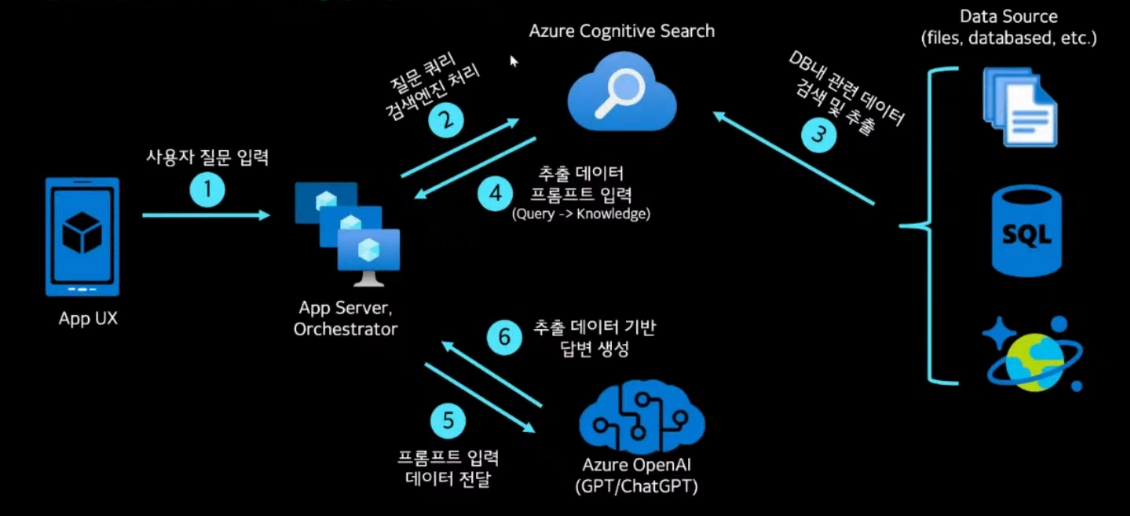 Azure Cognitive Search
Data Source
(files, databased, etc.)
질문 쿼리
검색엔진 처리
2
DB내 관련 데이터
검색 및 추출
3
사용자 질문 입력
1
4
추출 데이터
프롬프트 입력
(Query -> Knowledge)
SQL
App UX
App Server,
Orchestrator
6
추출 데이터 기반
답변 생성
5
프롬프트 입력
데이터 전달
Azure OpenAI
(GPT/ChatGPT)